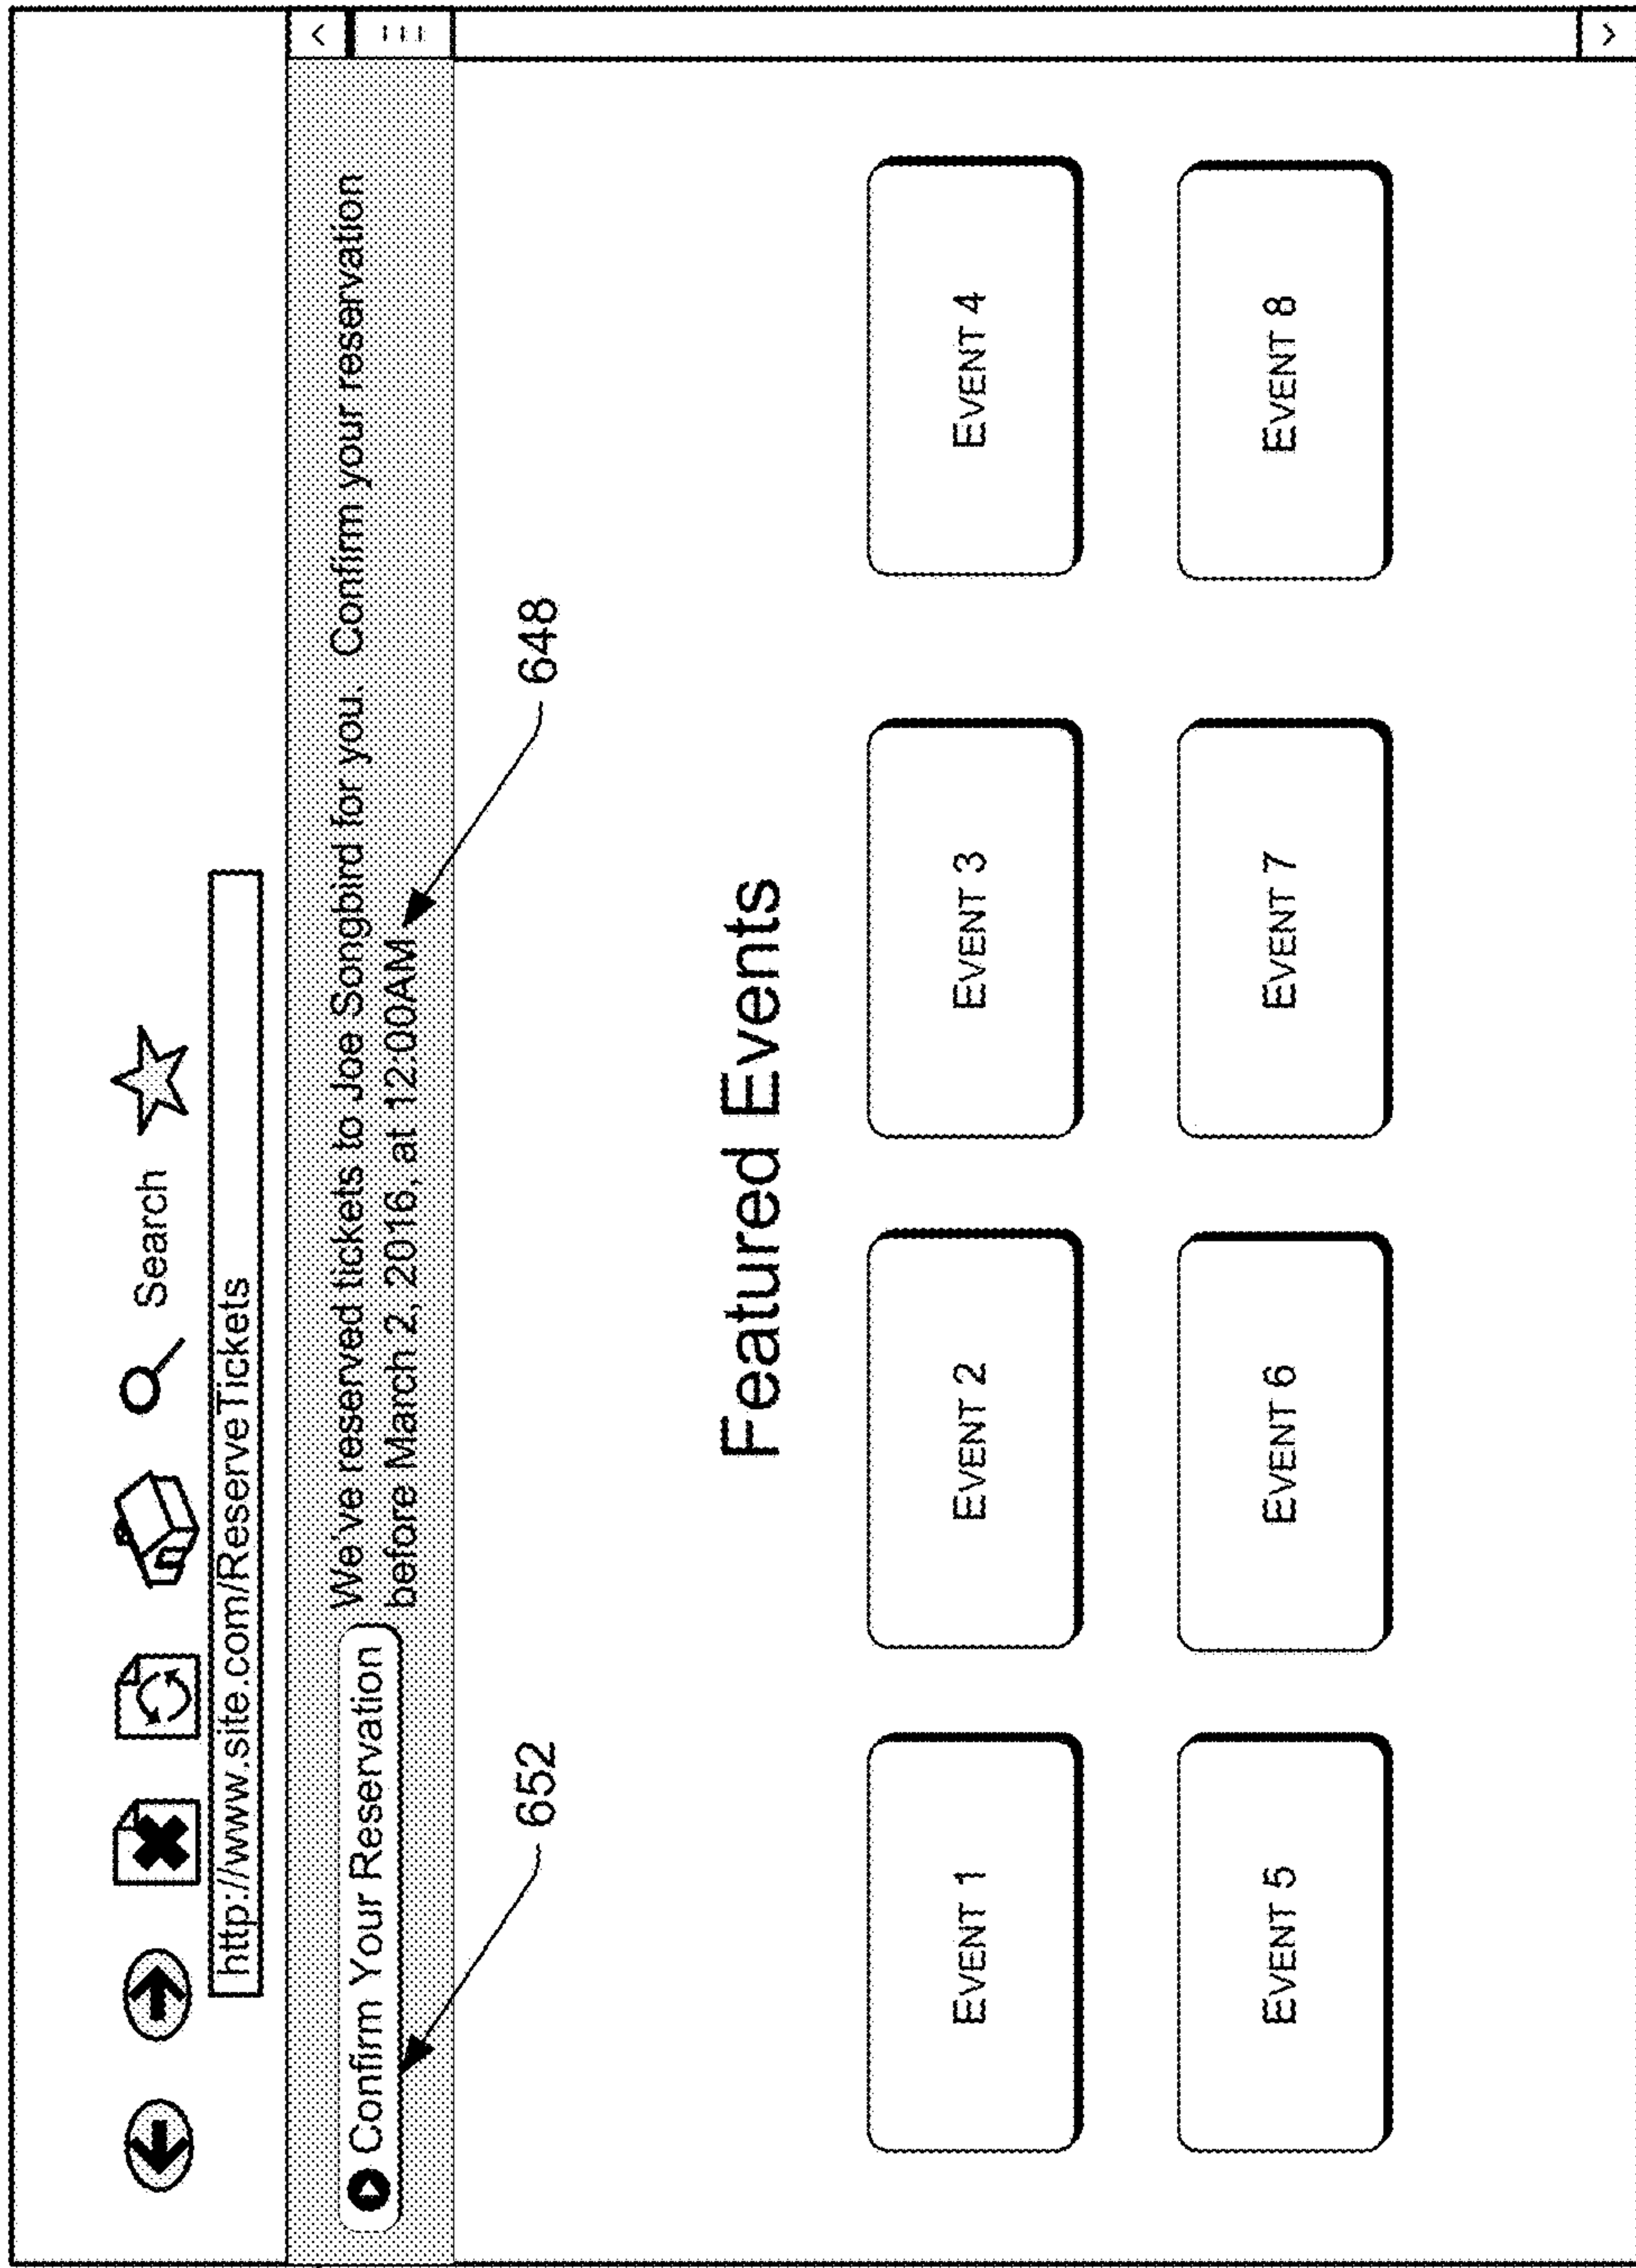 Search
http://www.site.com/ReserveTickets
Confirm Your Reservation
We've reserved tickets to Joe Songbird for you. Confirm your reservation
before March 2, 2016, at 12:00AM
652
648
Featured Events
EVENT 1
EVENT 2
EVENT 3
EVENT 4
EVENT 5
EVENT 6
EVENT 7
EVENT 8